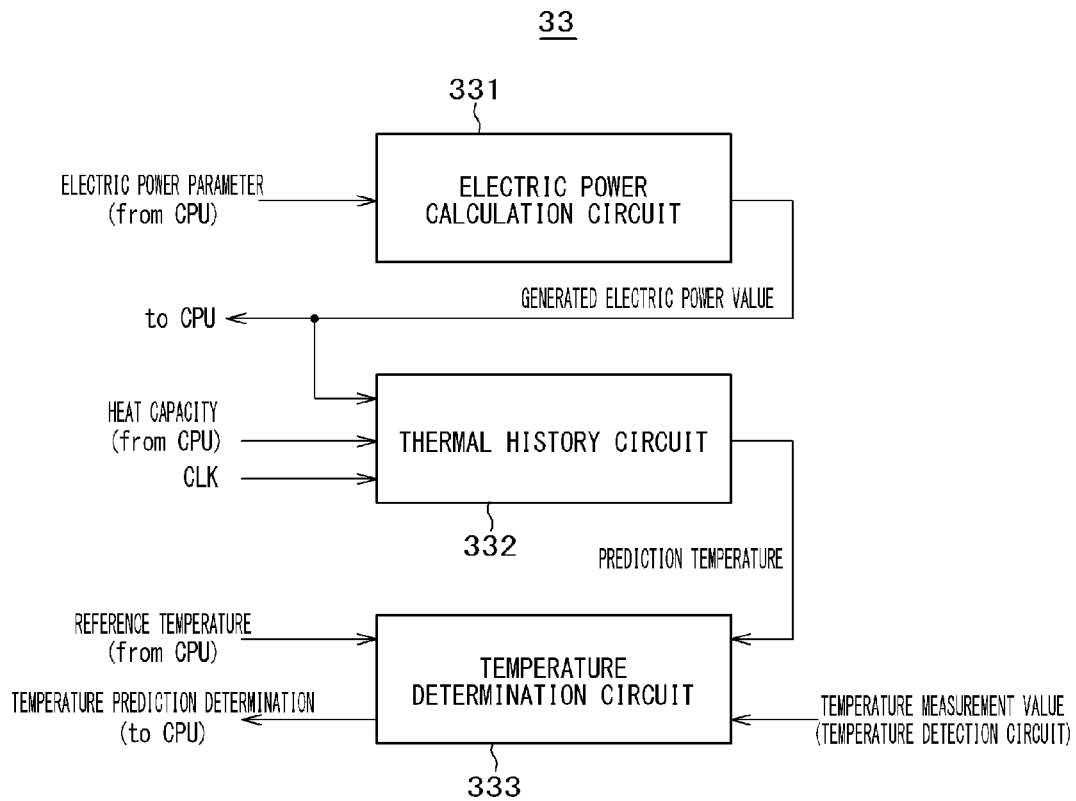 33
331
ELECTRIC POWER PARAMETER
(from CPU)
ELECTRIC POWER
CALCULATION CIRCUIT
GENERATED ELECTRIC POWER VALUE
to CPU
HEAT CAPACITY
(from CPU)
CLK
THERMAL HISTORY CIRCUIT
332
PREDICTION TEMPERATURE
REFERENCE TEMPERATURE
(from CPU)
TEMPERATURE
DETERMINATION CIRCUIT
TEMPERATURE PREDICTION DETERMINATION
(to CPU)
TEMPERATURE MEASUREMENT VALUE
(TEMPERATURE DETECTION CIRCUIT)
333